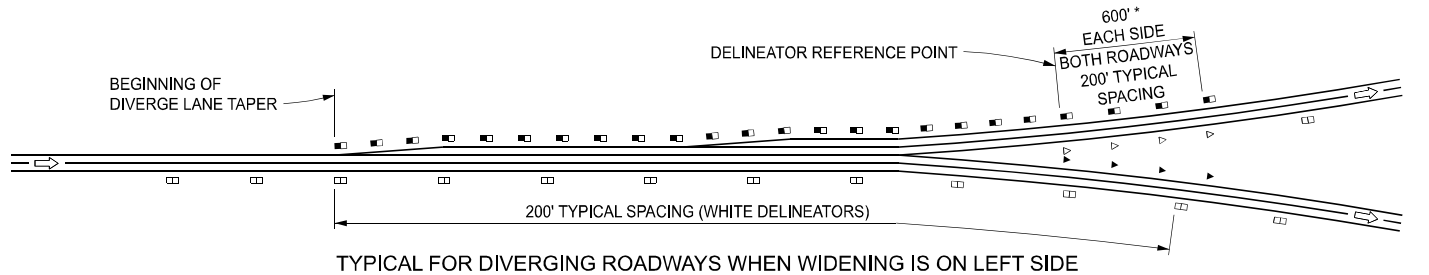 600' *
EACH SIDE
BOTH ROADWAYS
200' TYPICAL
SPACING
DELINEATOR REFERENCE POINT
BEGINNING OF
DIVERGE LANE TAPER
200' TYPICAL SPACING (WHITE DELINEATORS)
TYPICAL FOR DIVERGING ROADWAYS WHEN WIDENING IS ON LEFT SIDE